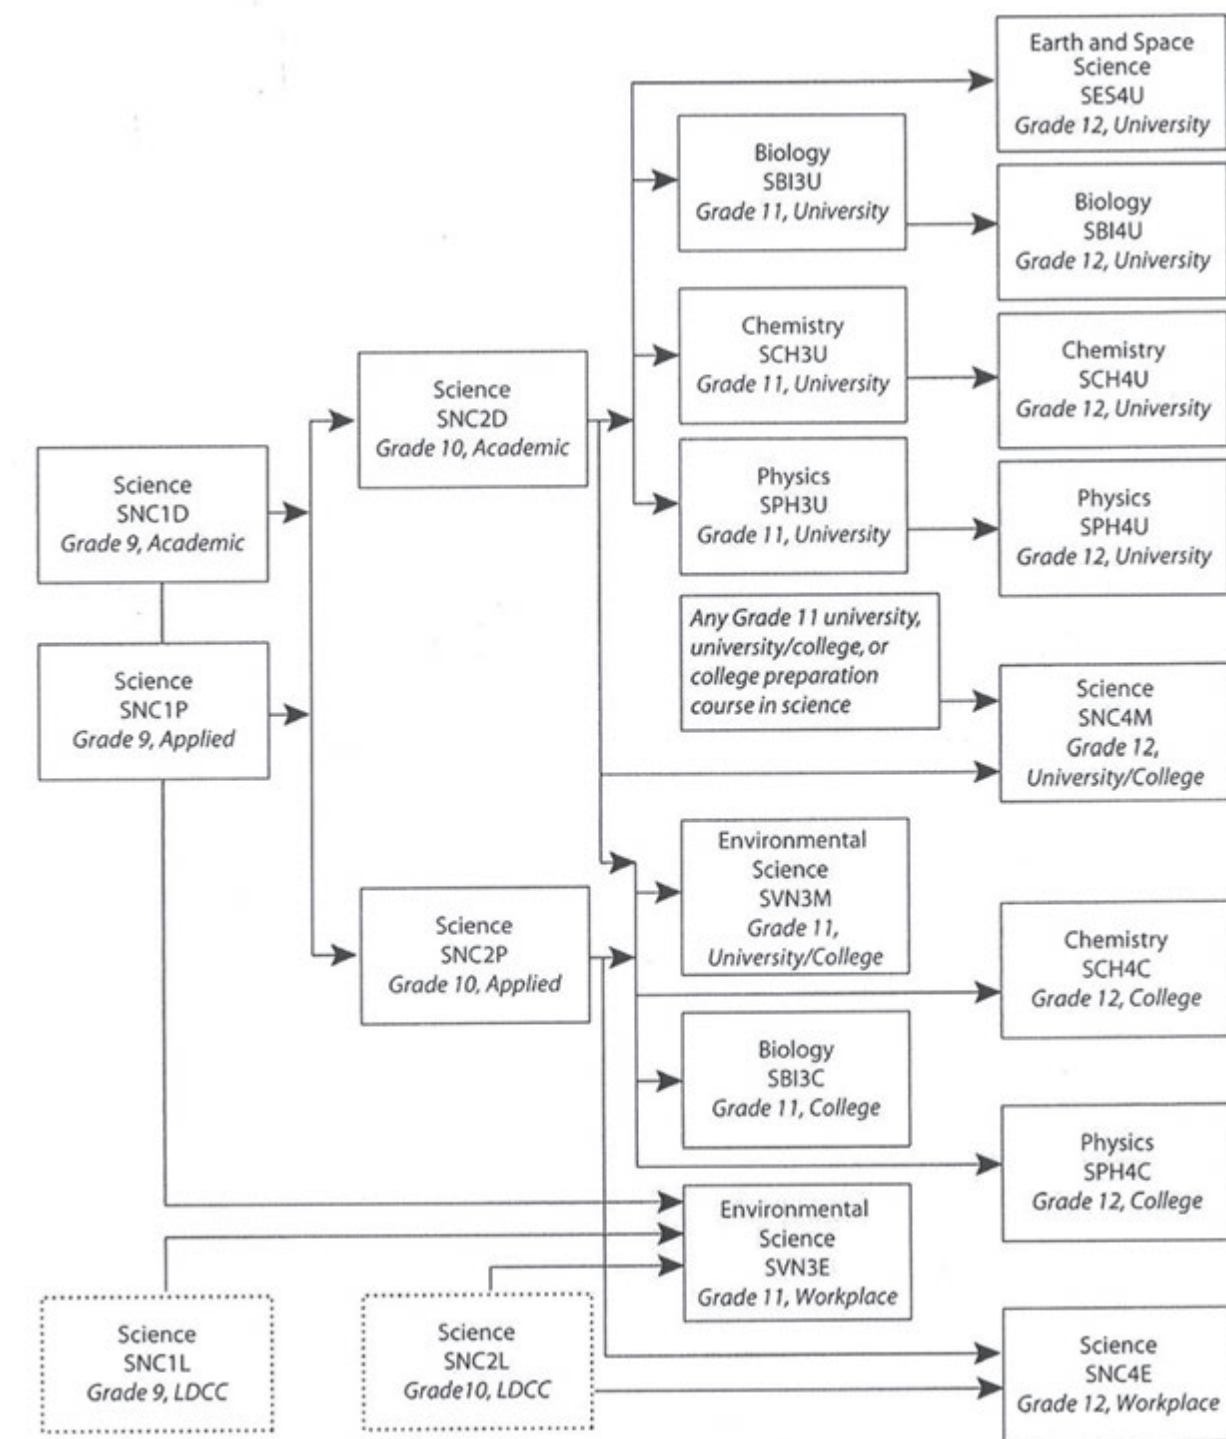 Earth and Space
Science
SES4U
Grade 12, University
Biology
SBI3U
Grade 11, University
Biology
SBI4U
Grade 12, University
Chemistry
SCH3U
Grade 11, University
Chemistry
SCH4U
Grade 12, University
Science
SNC2D
Grade 10, Academic
Physics
SPH3U
Grade 11, University
Physics
SPH4U
Grade 12, University
Science
SNC1D
Grade 9, Academic
Any Grade 11 university,
university/college, or
college preparation
course in science
Science
SNC1P
Grade 9, Applied
Science
SNC4M
Grade 12,
University/College
Environmental
Science
SVN3M
Grade 11,
University/College
Science
SNC2P
Grade 10, Applied
Chemistry
SCH4C
Grade 12, College
Biology
SBI3C
Grade 11, College
Physics
SPH4C
Grade 12, College
Environmental
Science
SVN3E
Grade 11, Workplace
Science
SNC1L
Grade 9, LDCC
Science
SNC2L
Grade10, LDCC
Science
SNC4E
Grade 12, Workplace